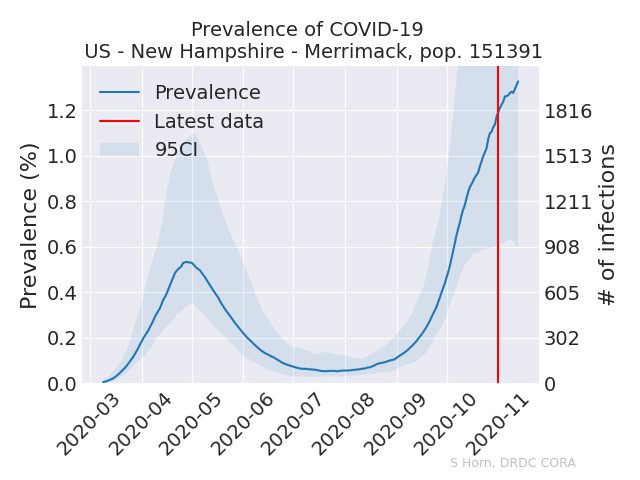 Prevalence of COVID-19
US - New Hampshire - Merrimack, pop. 151391
Prevalence
Latest data
95CI
Prevalence (%)
1.2
1.0
0.8
0.6
0.4
0.2
0.0
1816
1513
1211
908
605
302
0
# of infections
2020-03
2020-04
2020-05
2020-06
2020-07
2020-08
2020-09
2020-10
2020-11
S Horn, DRDC CORA